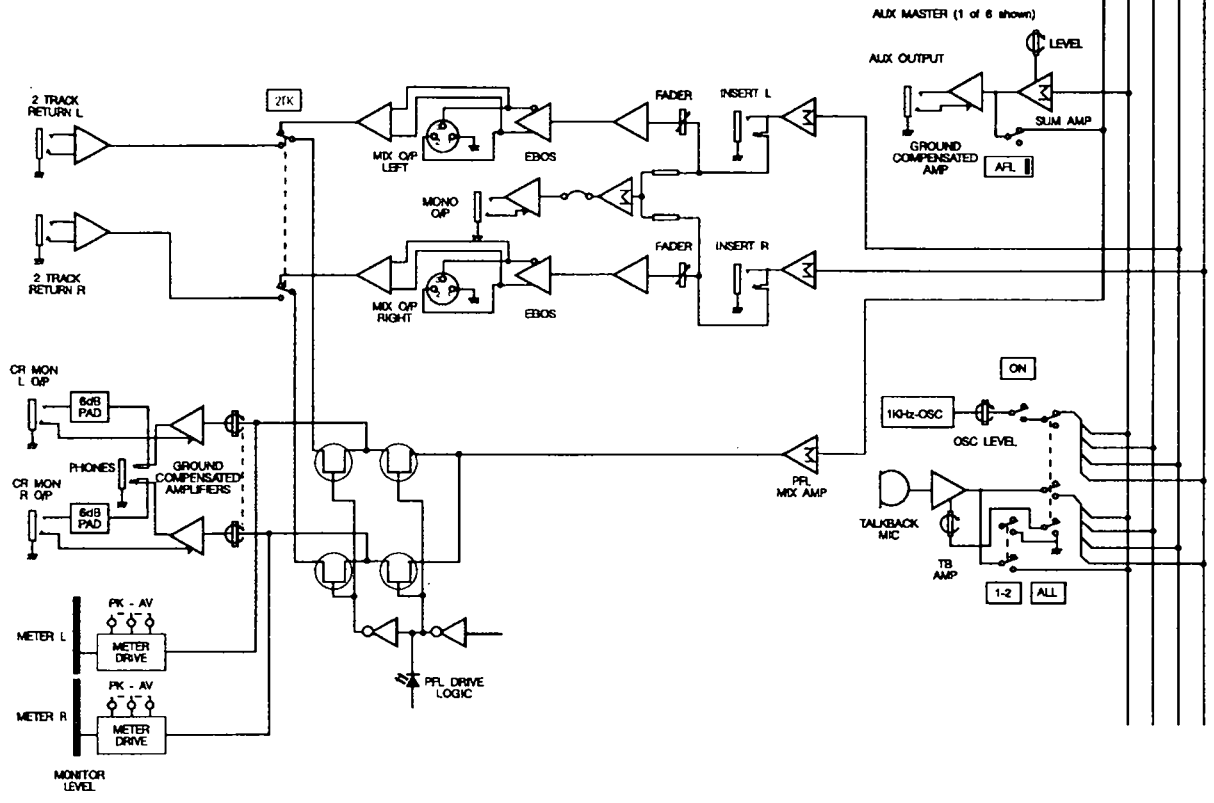 AUX MASTER (1 of 6 shown)
LEVEL
AUX OUTPUT
SUM AMP
GROUND
COMPENSATED
AMP
AFL
2 TRACK
RETURN L
2TK
MIX O/P
LEFT
EBOS
FADER
INSERT L
MONO
O/P
2 TRACK
RETURN R
MIX O/P
RIGHT
EBOS
FADER
INSERT R
CR MON
L O/P
6dB
PAD
PHONES
GROUND
COMPENSATED
AMPLIFIERS
CR MON
R O/P
6dB
PAD
PFL
MIX AMP
ON
1KHz-OSC
OSC LEVEL
TALKBACK
MIC
TB
AMP
1-2
ALL
PK - AV
METER L
METER
DRIVE
PK - AV
METER R
METER
DRIVE
MONITOR
LEVEL
PFL DRIVE
LOGIC